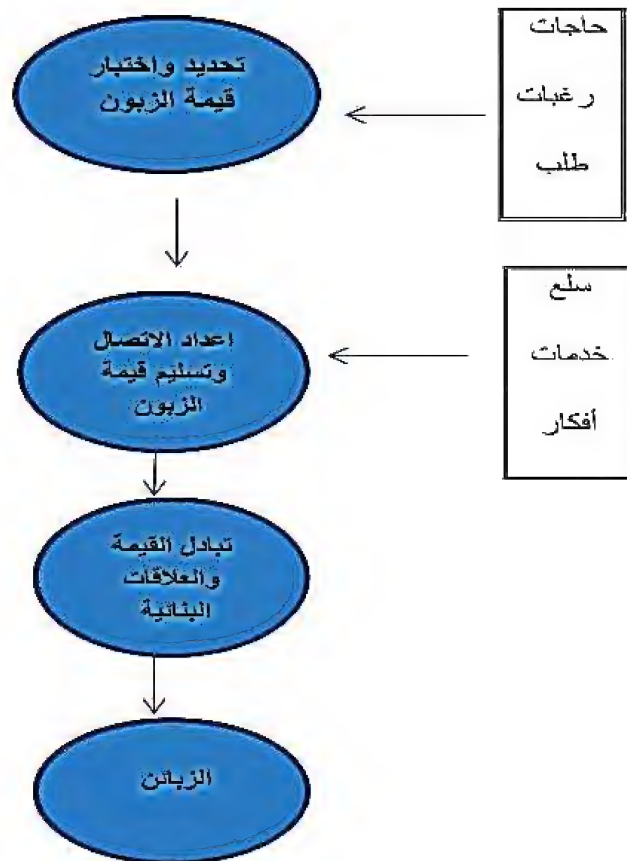 تحديد واختبار
قيمة الزبون
حاجات
رغبات
طلب
اعداد الاتصال
وتسليم قيمة
الزبون
سلع
خدمات
أفكار
تبادل القيمة
والعلاقات
البنائية
الزبائن